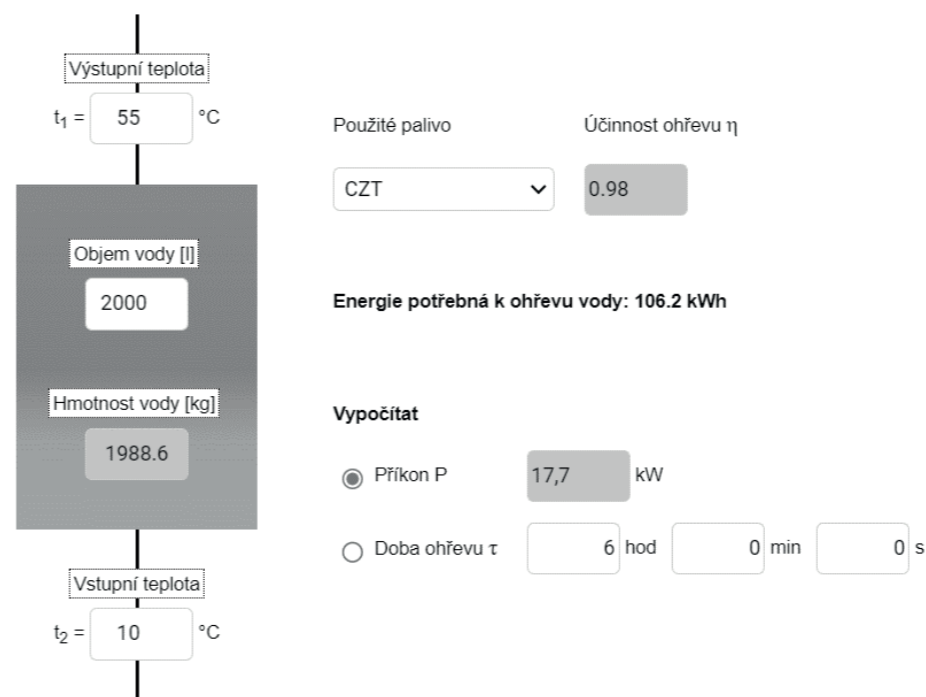 Výstupní teplota
t₁ = 55 °C
Objem vody [l]
2000
Hmotnost vody [kg]
1988.6
Vstupní teplota
t₂ = 10 °C
Použité palivo Účinnost ohřevu η
CZT 0.98
Energie potřebná k ohřevu vody: 106.2 kWh
Vypočítat
Příkon P 17,7 kW
Doba ohřevu τ 6 hod 0 min 0 s